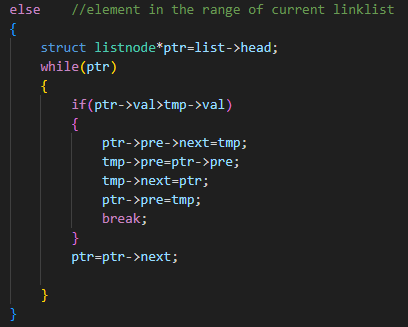 else    //element in the range of current linklist
{
    struct listnode*ptr=list->head;
    while(ptr)
    {
        if(ptr->val>tmp->val)
        {
            ptr->pre->next=tmp;
            tmp->pre=ptr->pre;
            tmp->next=ptr;
            ptr->pre=tmp;
            break;
        }
        ptr=ptr->next;

    }
}